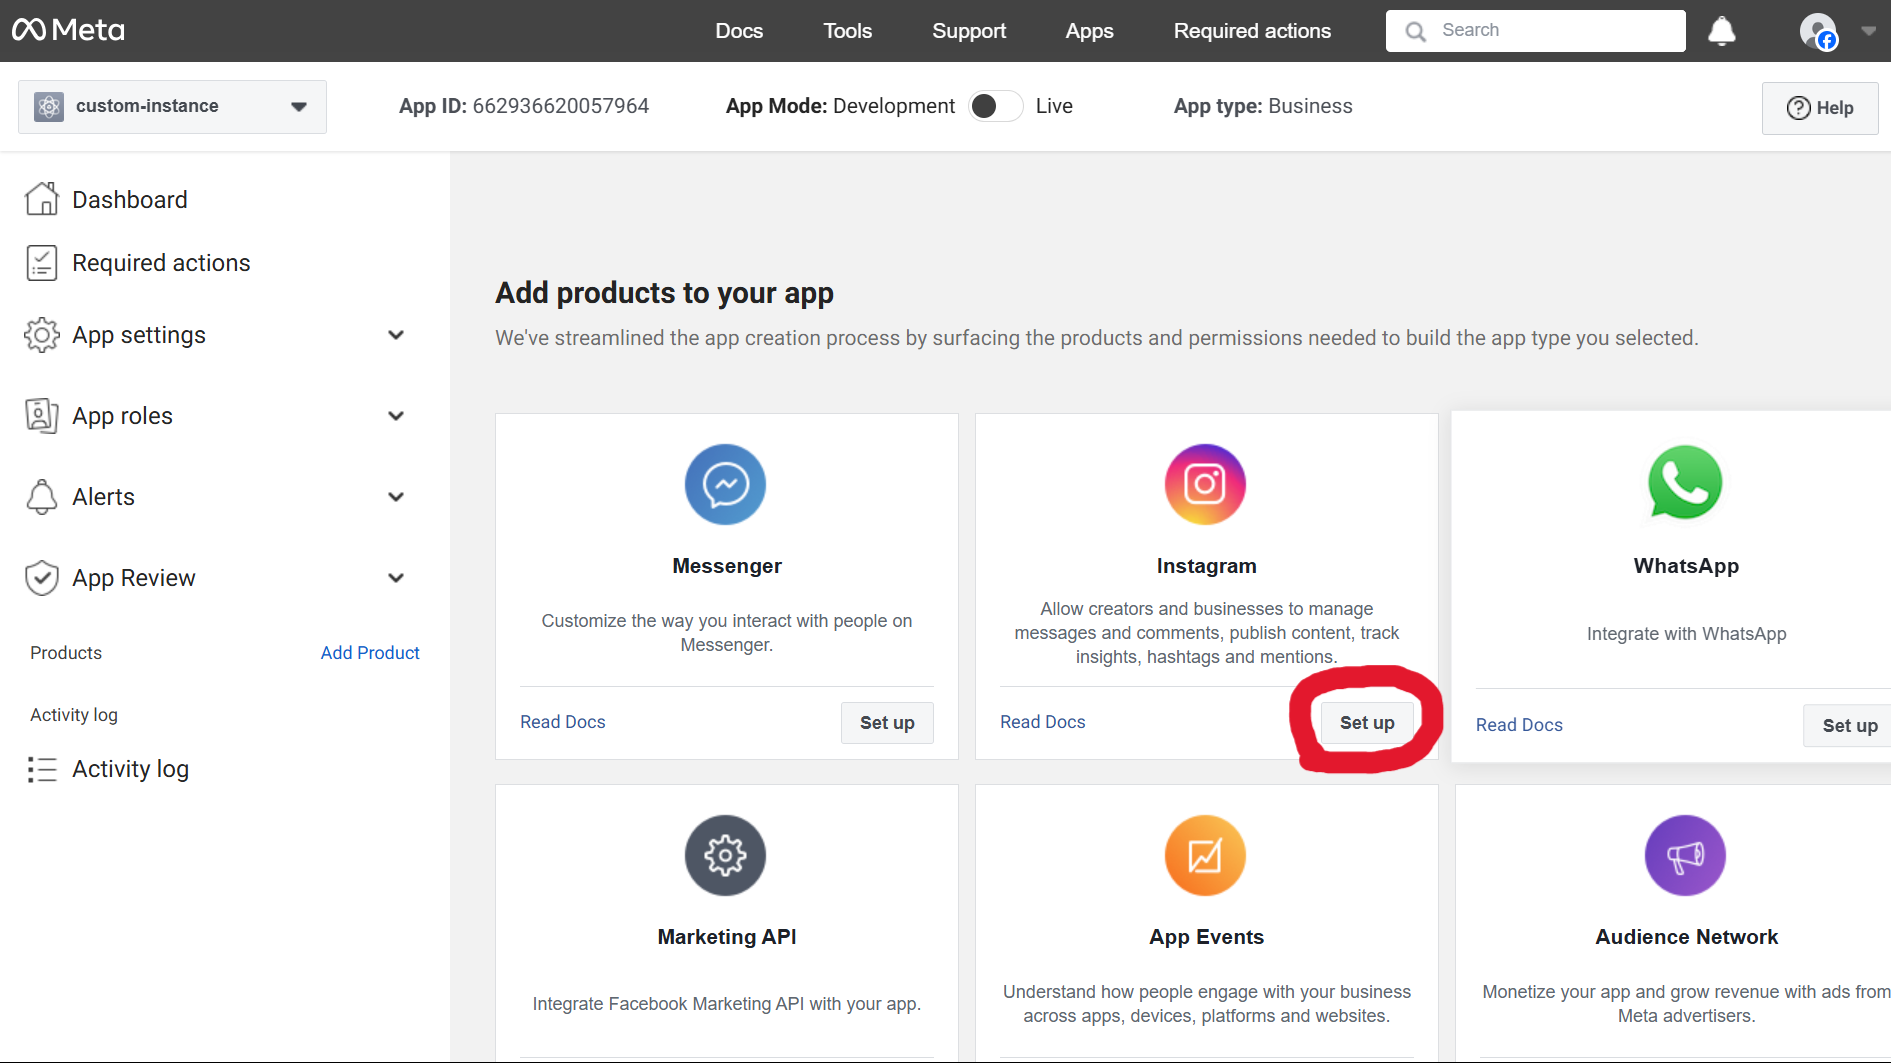 Meta
Docs
Tools
Support
Apps
Required actions
Search
custom-instance
App ID: 662936620057964
App Mode: Development
Live
App type: Business
Help
Dashboard
Required actions
App settings
App roles
Alerts
App Review
Products
Add Product
Activity log
Activity log
Add products to your app
We've streamlined the app creation process by surfacing the products and permissions needed to build the app type you selected.
Messenger
Customize the way you interact with people on
Messenger.
Read Docs
Set up
Instagram
Allow creators and businesses to manage
messages and comments, publish content, track
insights, hashtags and mentions.
Read Docs
Set up
WhatsApp
Integrate with WhatsApp
Read Docs
Set up
Marketing API
Integrate Facebook Marketing API with your app.
App Events
Understand how people engage with your business
across apps, devices, platforms and websites.
Audience Network
Monetize your app and grow revenue with ads from
Meta advertisers.